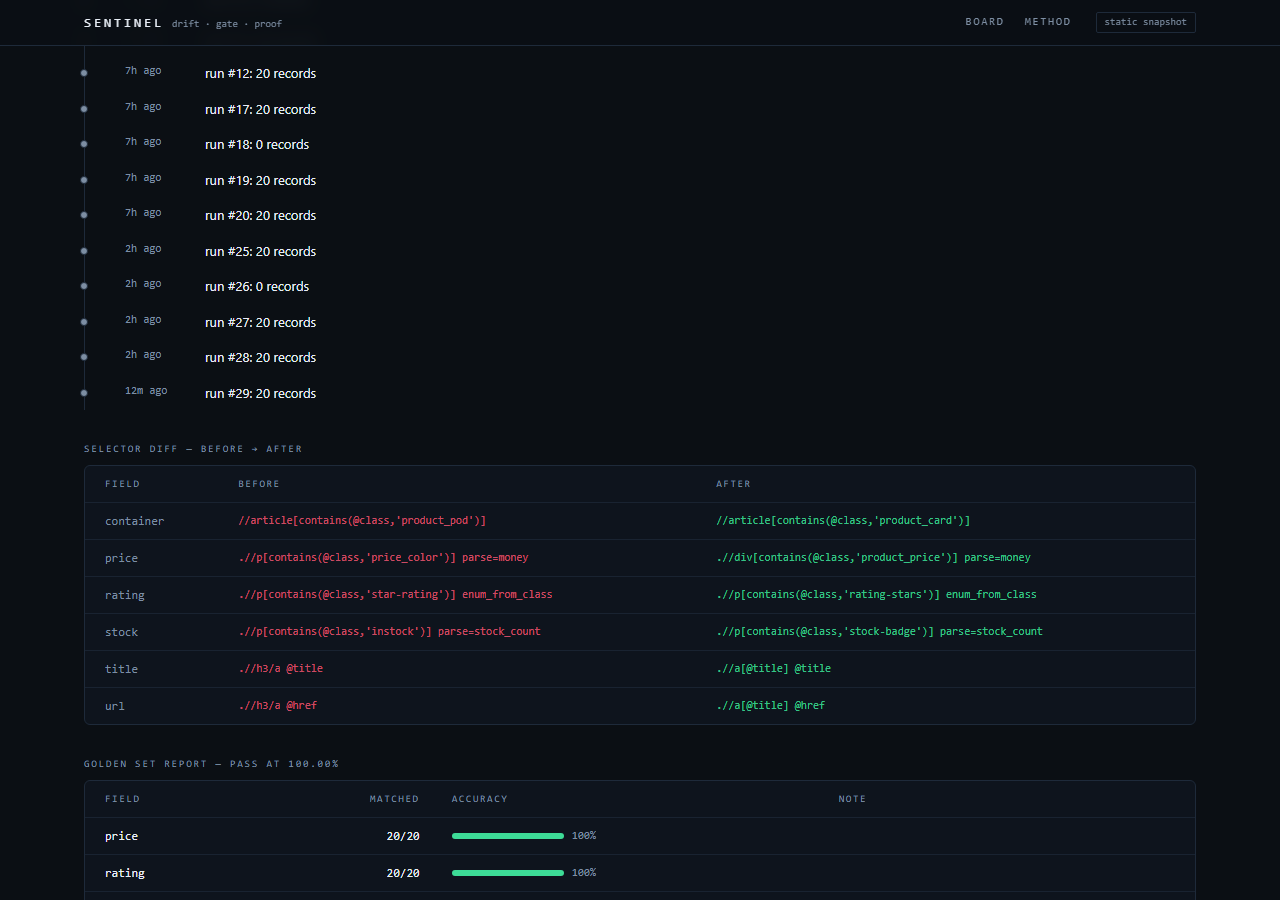 SENTINEL drift · gate · proof BOARD METHOD static snapshot
7h ago run #12: 20 records
7h ago run #17: 20 records
7h ago run #18: 0 records
7h ago run #19: 20 records
7h ago run #20: 20 records
2h ago run #25: 20 records
2h ago run #26: 0 records
2h ago run #27: 20 records
2h ago run #28: 20 records
12m ago run #29: 20 records
SELECTOR DIFF — BEFORE → AFTER
FIELD BEFORE AFTER
container //article[contains(@class,'product_pod')] //article[contains(@class,'product_card')]
price .//p[contains(@class,'price_color')] parse=money .//div[contains(@class,'product_price')] parse=money
rating .//p[contains(@class,'star-rating')] enum_from_class .//p[contains(@class,'rating-stars')] enum_from_class
stock .//p[contains(@class,'instock')] parse=stock_count .//p[contains(@class,'stock-badge')] parse=stock_count
title .//h3/a @title .//a[@title] @title
url .//h3/a @href .//a[@title] @href
GOLDEN SET REPORT — PASS AT 100.00%
FIELD MATCHED ACCURACY NOTE
price 20/20 100%
rating 20/20 100%